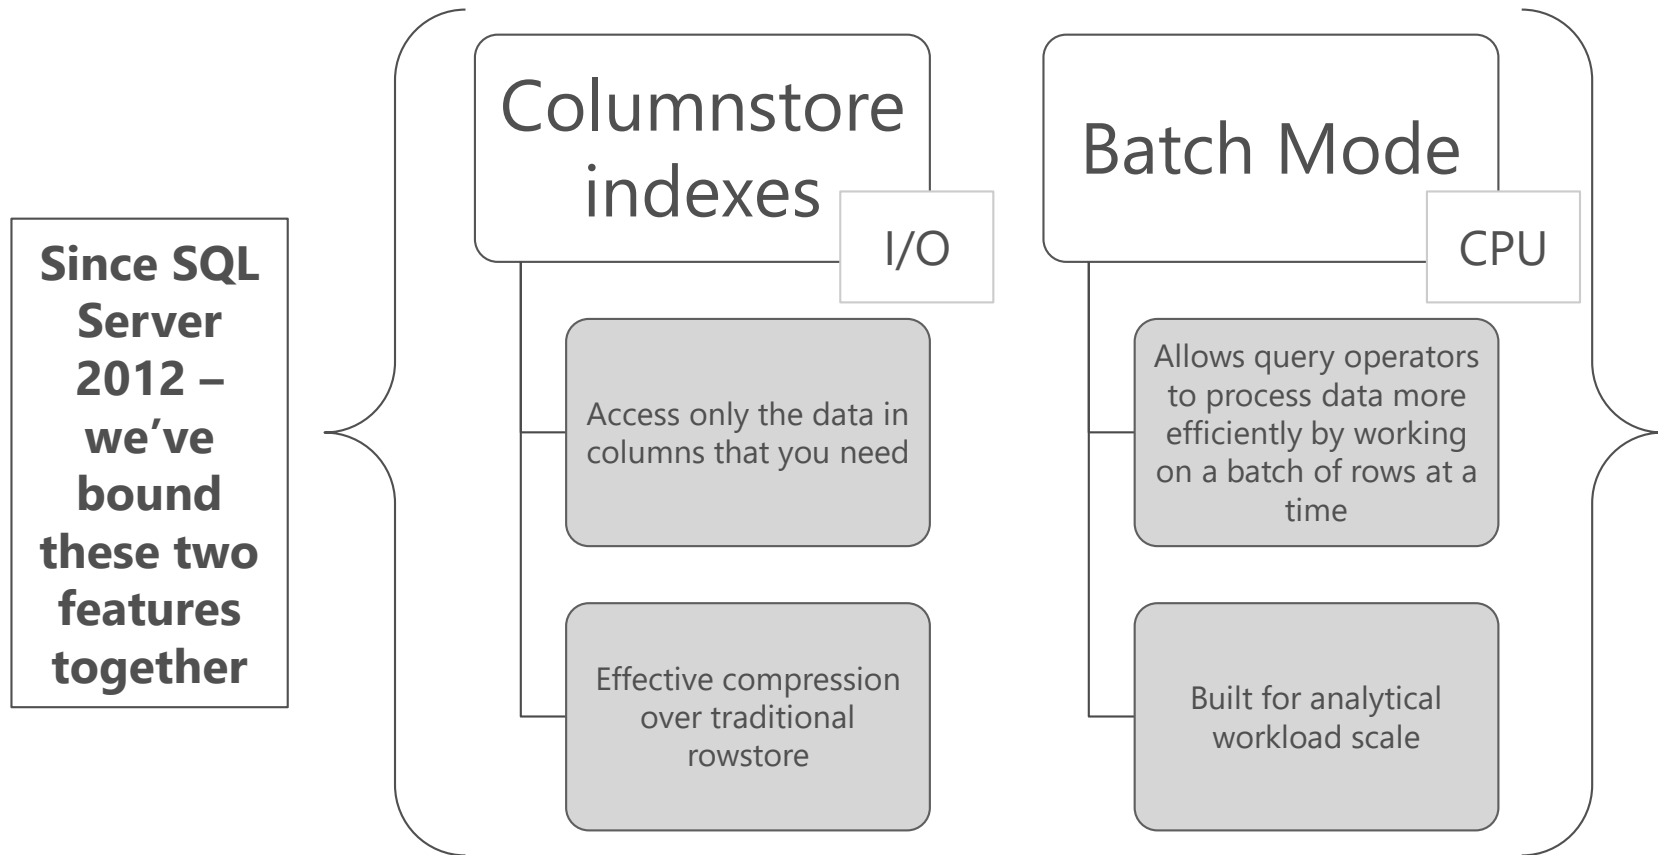 Since SQL
Server
2012 –
we’ve
bound
these two
features
together
Columnstore
indexes
I/O
Access only the data in
columns that you need
Effective compression
over traditional
rowstore
Batch Mode
CPU
Allows query operators
to process data more
efficiently by working
on a batch of rows at a
time
Built for analytical
workload scale